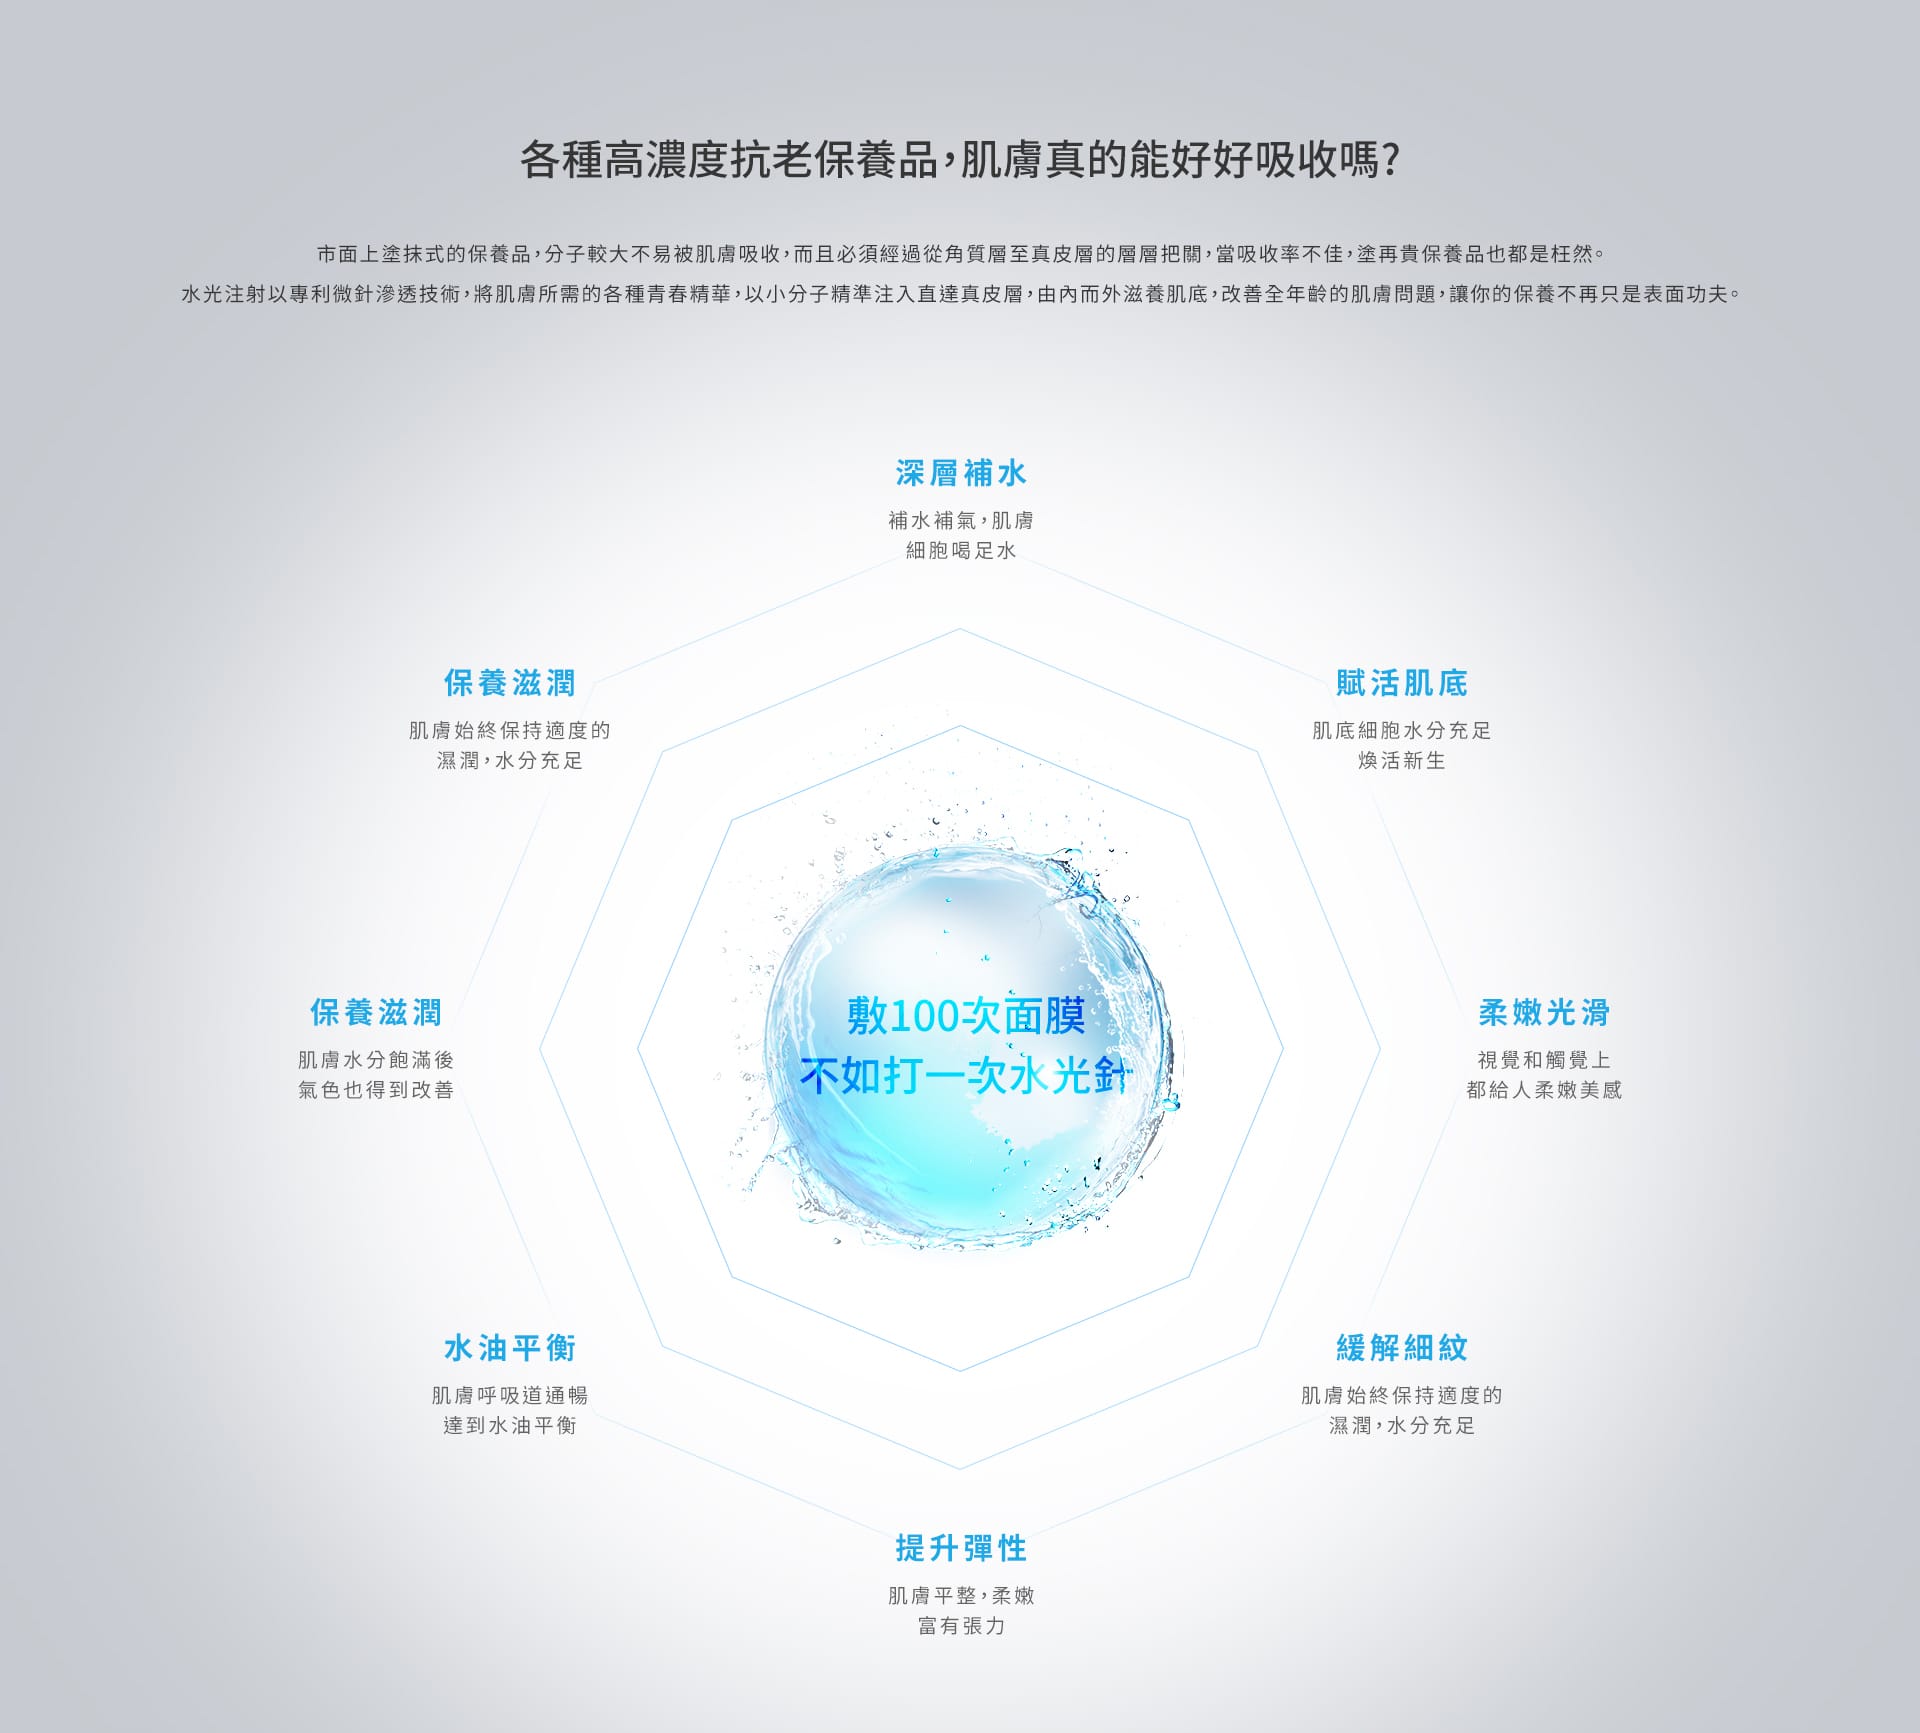 各種高濃度抗老保養品,肌膚真的能好好吸收嗎?
市面上塗抹式的保養品,分子較大不易被肌膚吸收,而且必須經過從角質層至真皮層的層層把關,當吸收率不佳,塗再貴保養品也都是枉然。
水光注射以專利微針滲透技術,將肌膚所需的各種青春精華,以小分子精準注入直達真皮層,由內而外滋養肌底,改善全年齡的肌膚問題,讓你的保養不再只是表面功夫。
深層補水
補水補氣,肌膚
細胞喝足水
保養滋潤
肌膚始終保持適度的
濕潤,水分充足
賦活肌底
肌底細胞水分充足
煥活新生
保養滋潤
肌膚水分飽滿後
氣色也得到改善
敷100次面膜
不如打一次水光針
柔嫩光滑
視覺和觸覺上
都給人柔嫩美感
水油平衡
肌膚呼吸道通暢
達到水油平衡
緩解細紋
肌膚始終保持適度的
濕潤,水分充足
提升彈性
肌膚平整,柔嫩
富有張力